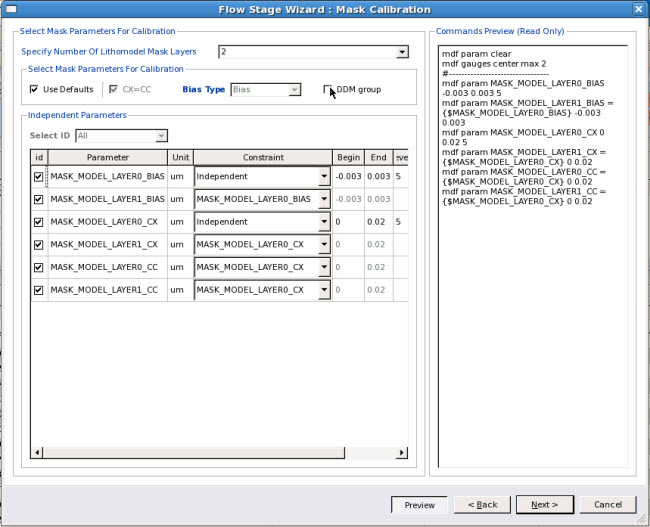 Flow Stage Wizard : Mask Calibration
Select Mask Parameters For Calibration
Specify Number Of Lithomodel Mask Layers 2
Select Mask Parameters For Calibration
Use Defaults CX=CC Bias Type Bias DDM group
Independent Parameters
Select ID All
id Parameter Unit Constraint Begin End eve
MASK_MODEL_LAYER0_BIAS um Independent -0.003 0.003 5
MASK_MODEL_LAYER1_BIAS um MASK_MODEL_LAYER0_BIAS -0.003 0.003
MASK_MODEL_LAYER0_CX um Independent 0 0.02 5
MASK_MODEL_LAYER1_CX um MASK_MODEL_LAYER0_CX 0 0.02
MASK_MODEL_LAYER0_CC um MASK_MODEL_LAYER0_CX 0 0.02
MASK_MODEL_LAYER1_CC um MASK_MODEL_LAYER0_CX 0 0.02
Commands Preview (Read Only)
mdf param clear
mdf gauges center max 2
#--------------------------------
mdf param MASK_MODEL_LAYER0_BIAS
-0.003 0.003 5
mdf param MASK_MODEL_LAYER1_BIAS =
{$MASK_MODEL_LAYER0_BIAS} -0.003
0.003
mdf param MASK_MODEL_LAYER0_CX 0
0.02 5
mdf param MASK_MODEL_LAYER1_CX =
{$MASK_MODEL_LAYER0_CX} 0 0.02
mdf param MASK_MODEL_LAYER0_CC =
{$MASK_MODEL_LAYER0_CX} 0 0.02
mdf param MASK_MODEL_LAYER1_CC =
{$MASK_MODEL_LAYER0_CX} 0 0.02
Preview < Back Next > Cancel